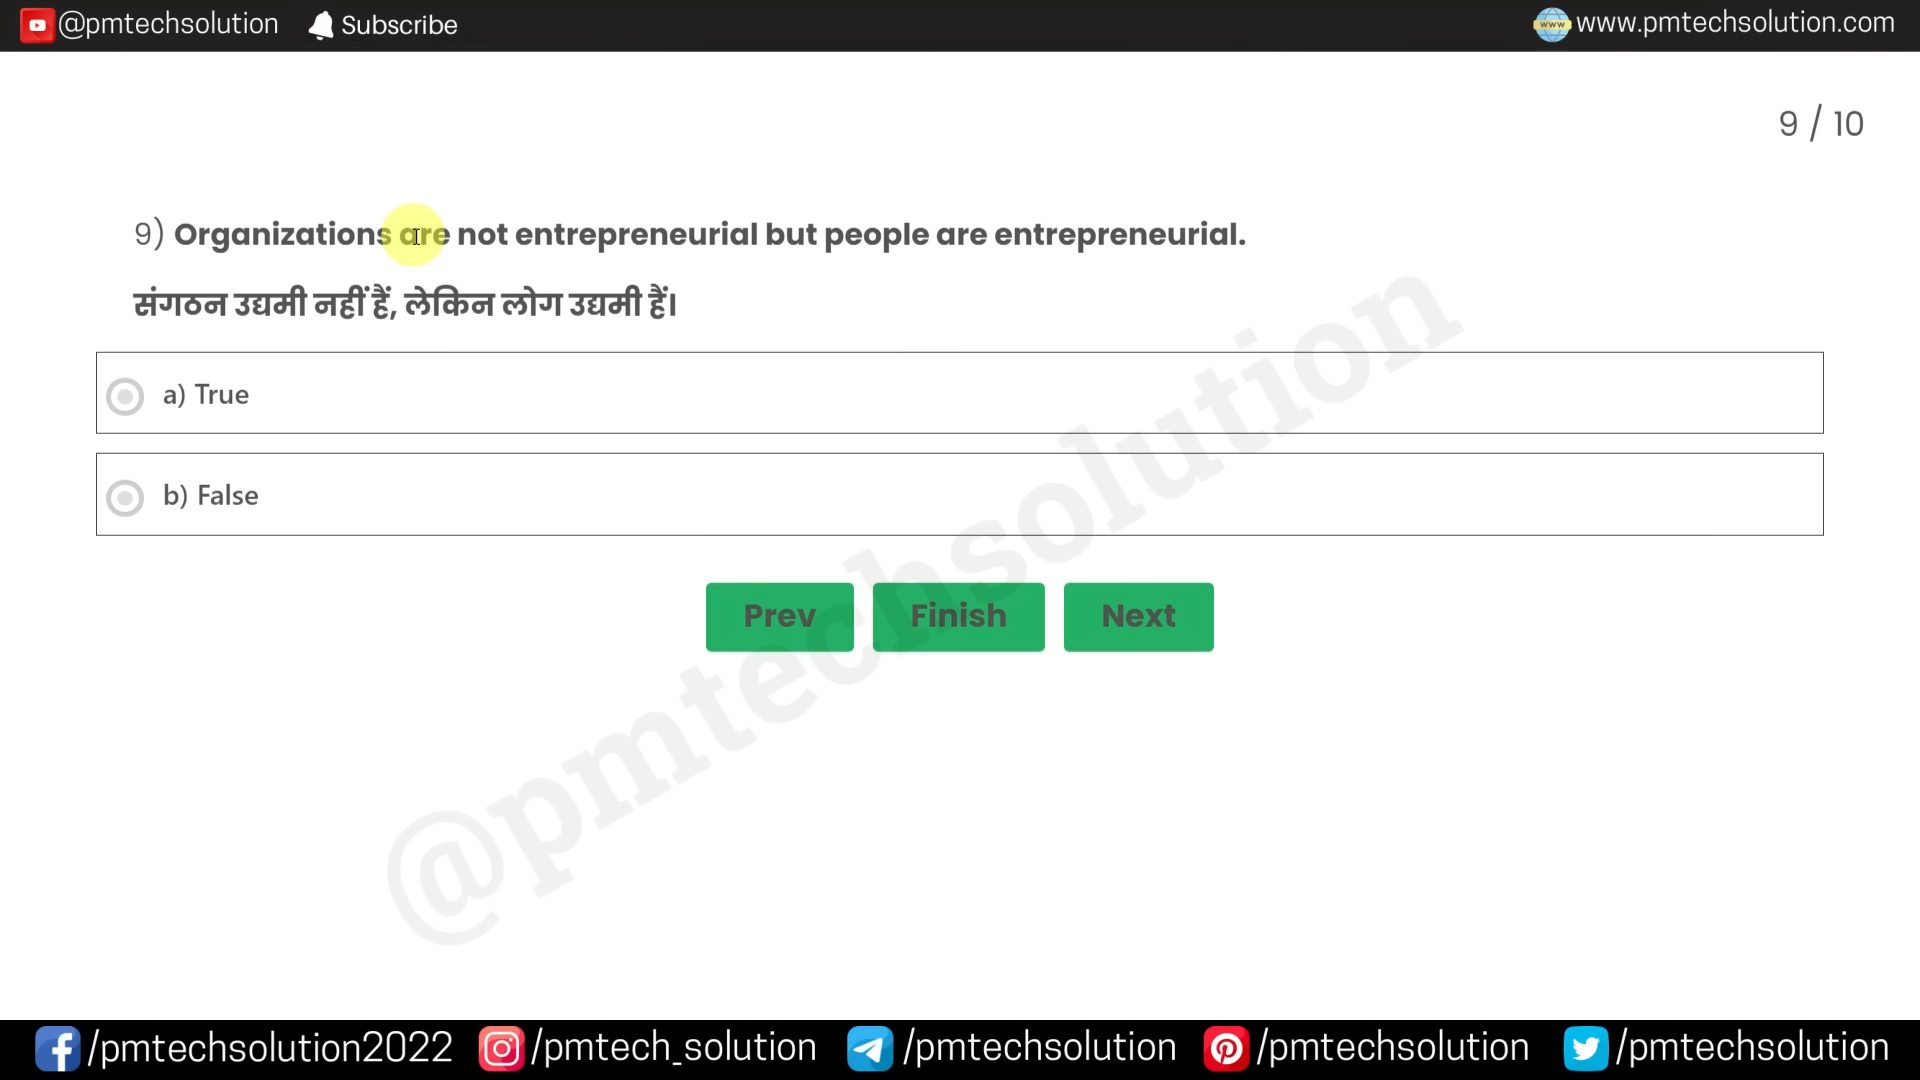 @pmtechsolution Subscribe www.pmtechsolution.com
9 / 10
9) Organizations are not entrepreneurial but people are entrepreneurial.
संगठन उद्यमी नहीं हैं, लेकिन लोग उद्यमी हैं।
a) True
b) False
Prev Finish Next
@pmtechsolution
/pmtechsolution2022 /pmtech_solution /pmtechsolution /pmtechsolution /pmtechsolution